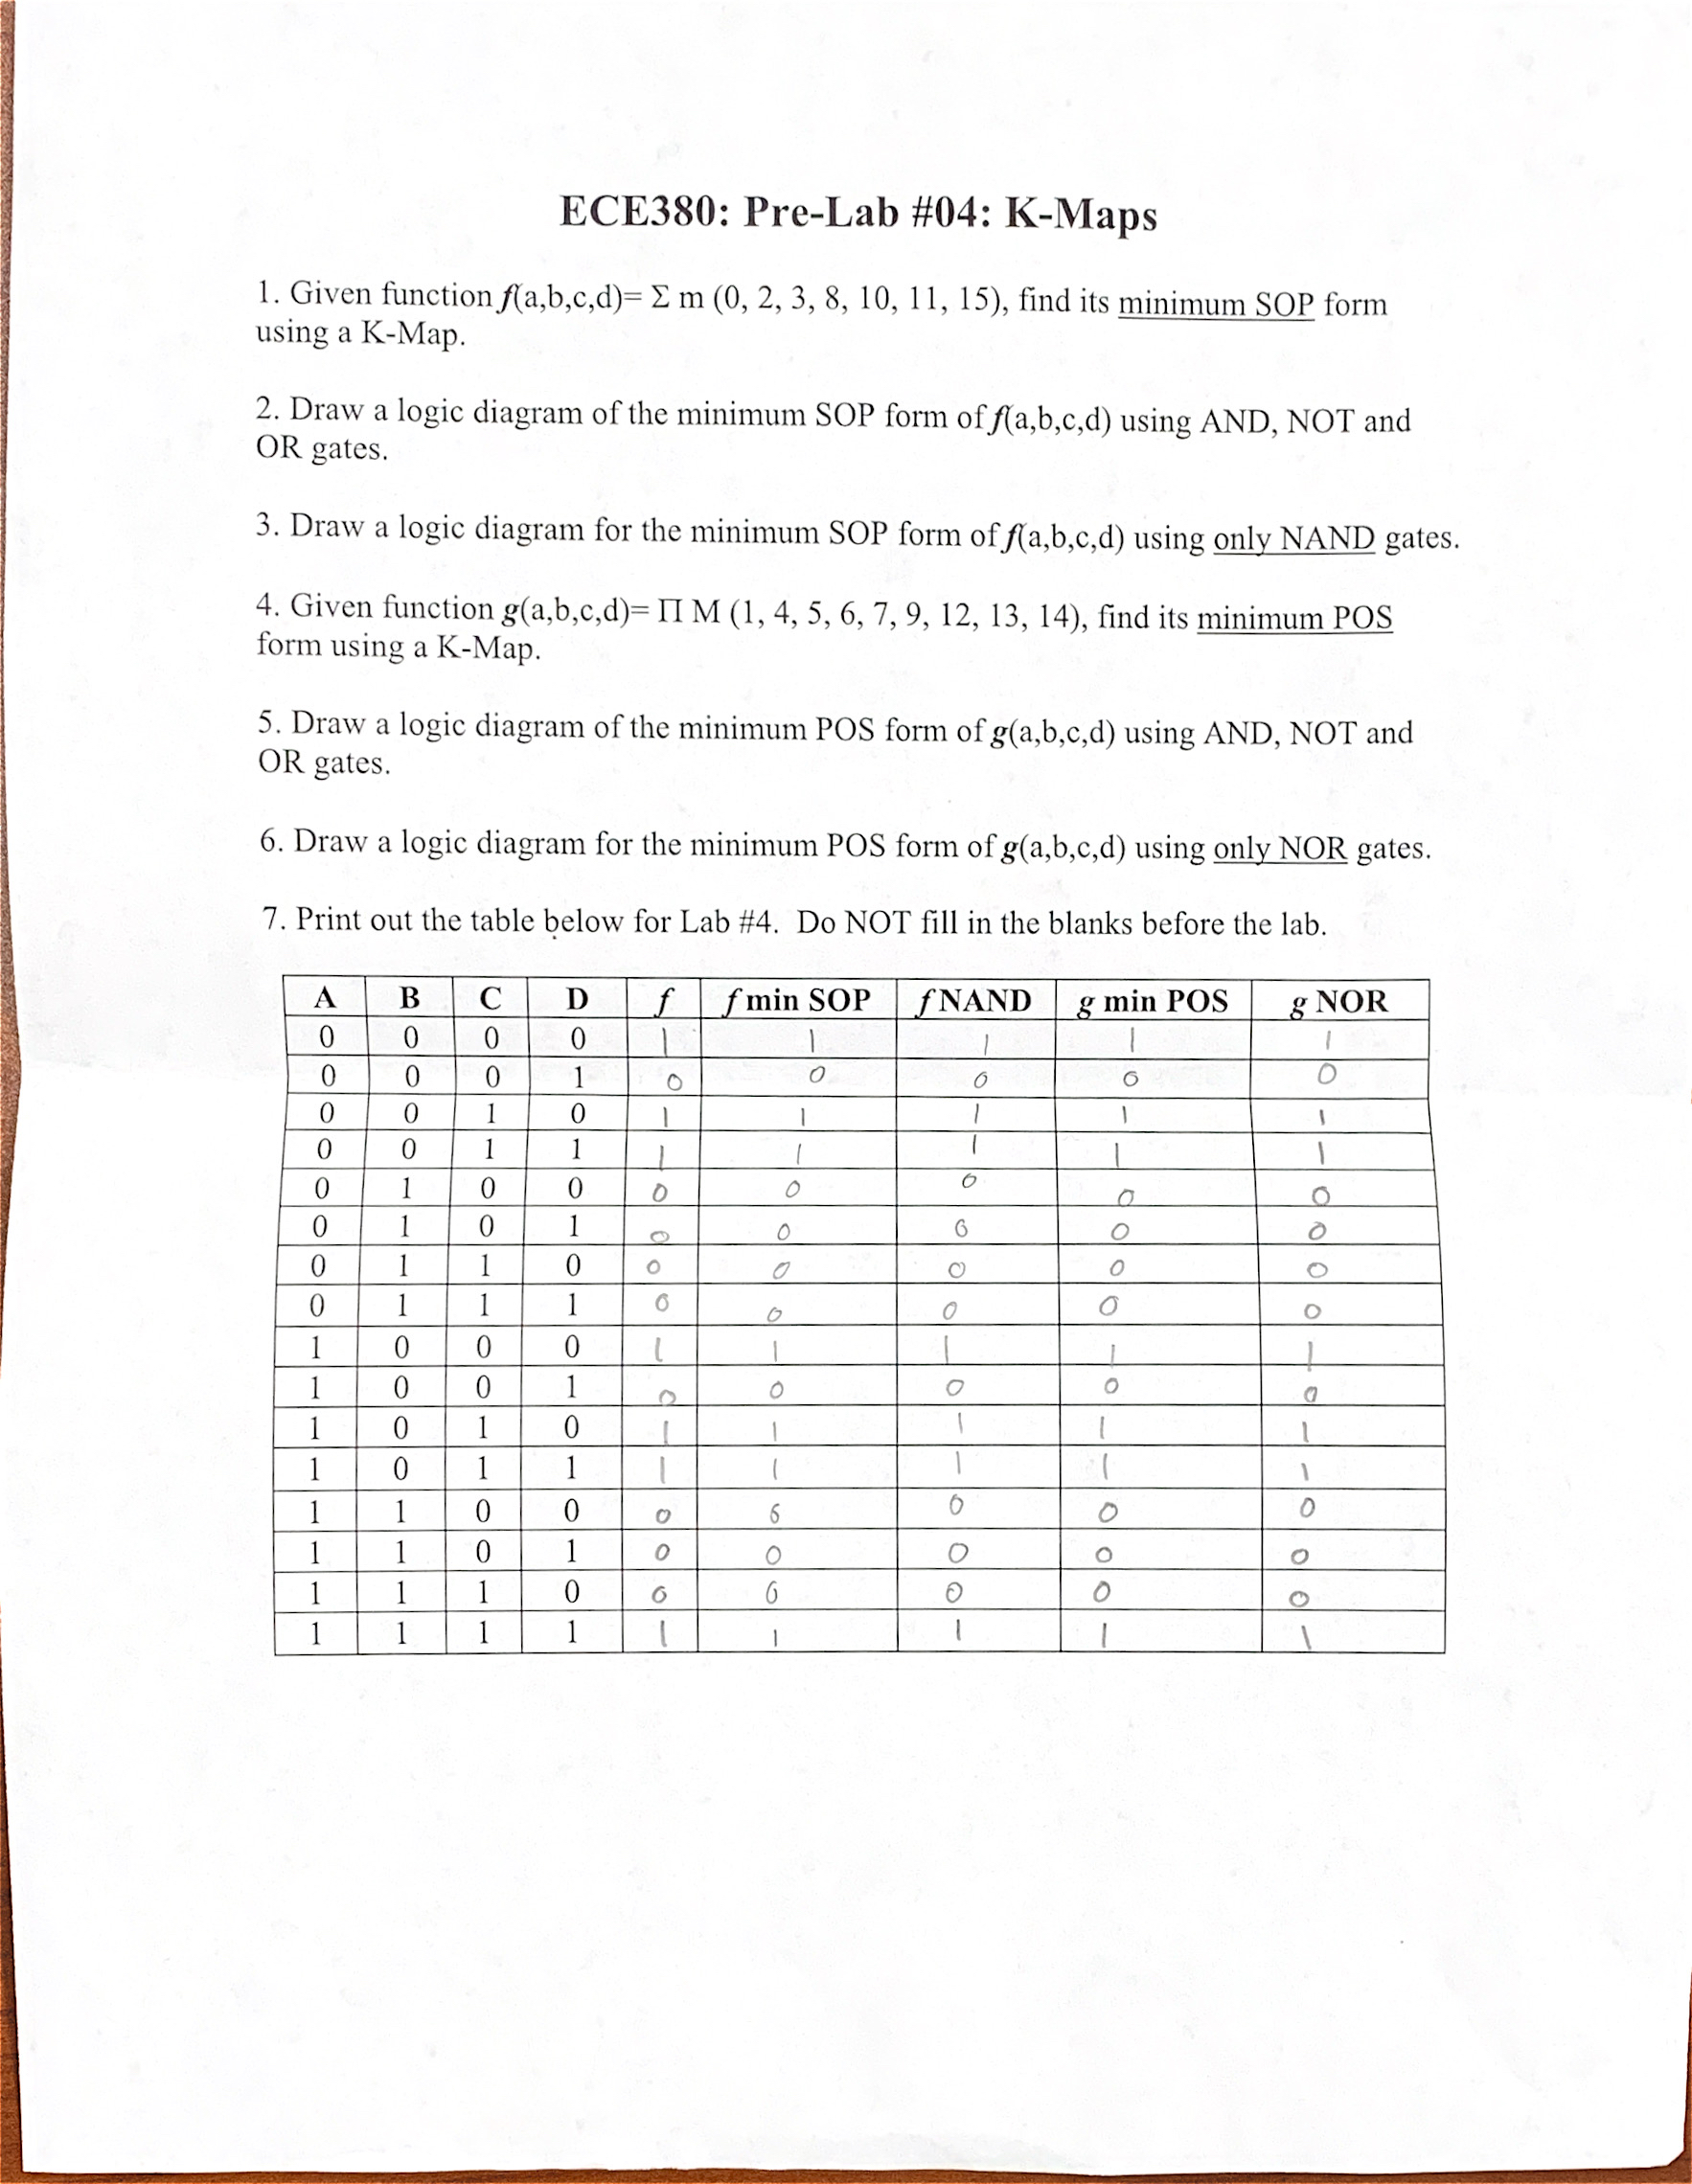 ECE380: Pre-Lab #04: K-Maps
1. Given function f(a,b,c,d)= Σ m (0, 2, 3, 8, 10, 11, 15), find its minimum SOP form
using a K-Map.
2. Draw a logic diagram of the minimum SOP form of f(a,b,c,d) using AND, NOT and
OR gates.
3. Draw a logic diagram for the minimum SOP form of f(a,b,c,d) using only NAND gates.
4. Given function g(a,b,c,d)= Π M (1, 4, 5, 6, 7, 9, 12, 13, 14), find its minimum POS
form using a K-Map.
5. Draw a logic diagram of the minimum POS form of g(a,b,c,d) using AND, NOT and
OR gates.
6. Draw a logic diagram for the minimum POS form of g(a,b,c,d) using only NOR gates.
7. Print out the table below for Lab #4. Do NOT fill in the blanks before the lab.
A B C D f f min SOP f NAND g min POS g NOR
0 0 0 0 1 1 1 1 1
0 0 0 1 0 0 0 0 0
0 0 1 0 1 1 1 1 1
0 0 1 1 1 1 1 1 1
0 1 0 0 0 0 0 0 0
0 1 0 1 0 0 0 0 0
0 1 1 0 0 0 0 0 0
0 1 1 1 0 0 0 0 0
1 0 0 0 1 1 1 1 1
1 0 0 1 0 0 0 0 0
1 0 1 0 1 1 1 1 1
1 0 1 1 1 1 1 1 1
1 1 0 0 0 0 0 0 0
1 1 0 1 0 0 0 0 0
1 1 1 0 0 0 0 0 0
1 1 1 1 1 1 1 1 1